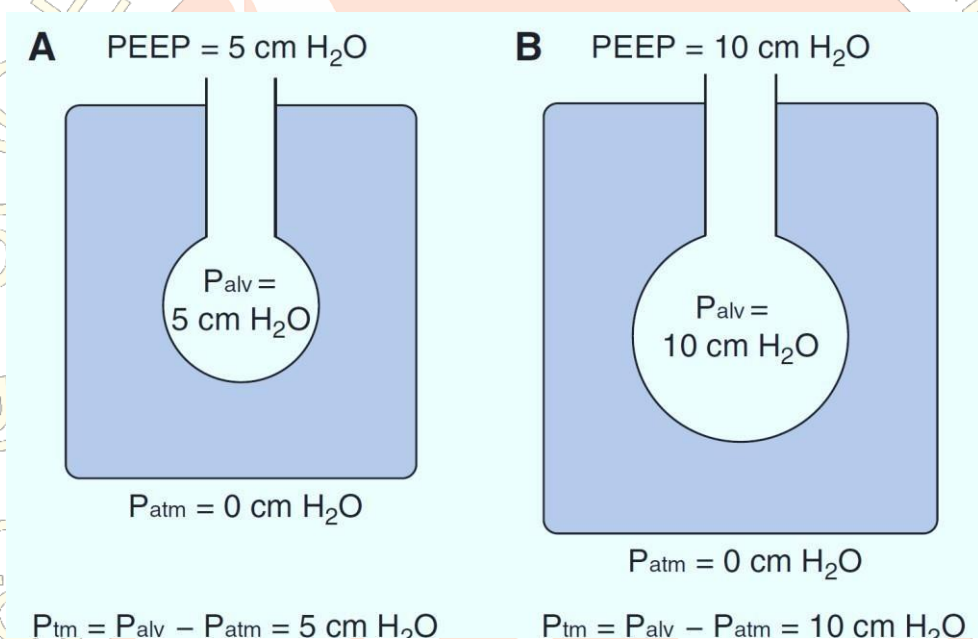 A PEEP = 5 cm H₂O
Palv =
5 cm H₂O
Patm = 0 cm H₂O
Ptm = Palv – Patm = 5 cm H₂O
B PEEP = 10 cm H₂O
Palv =
10 cm H₂O
Patm = 0 cm H₂O
Ptm = Palv – Patm = 10 cm H₂O